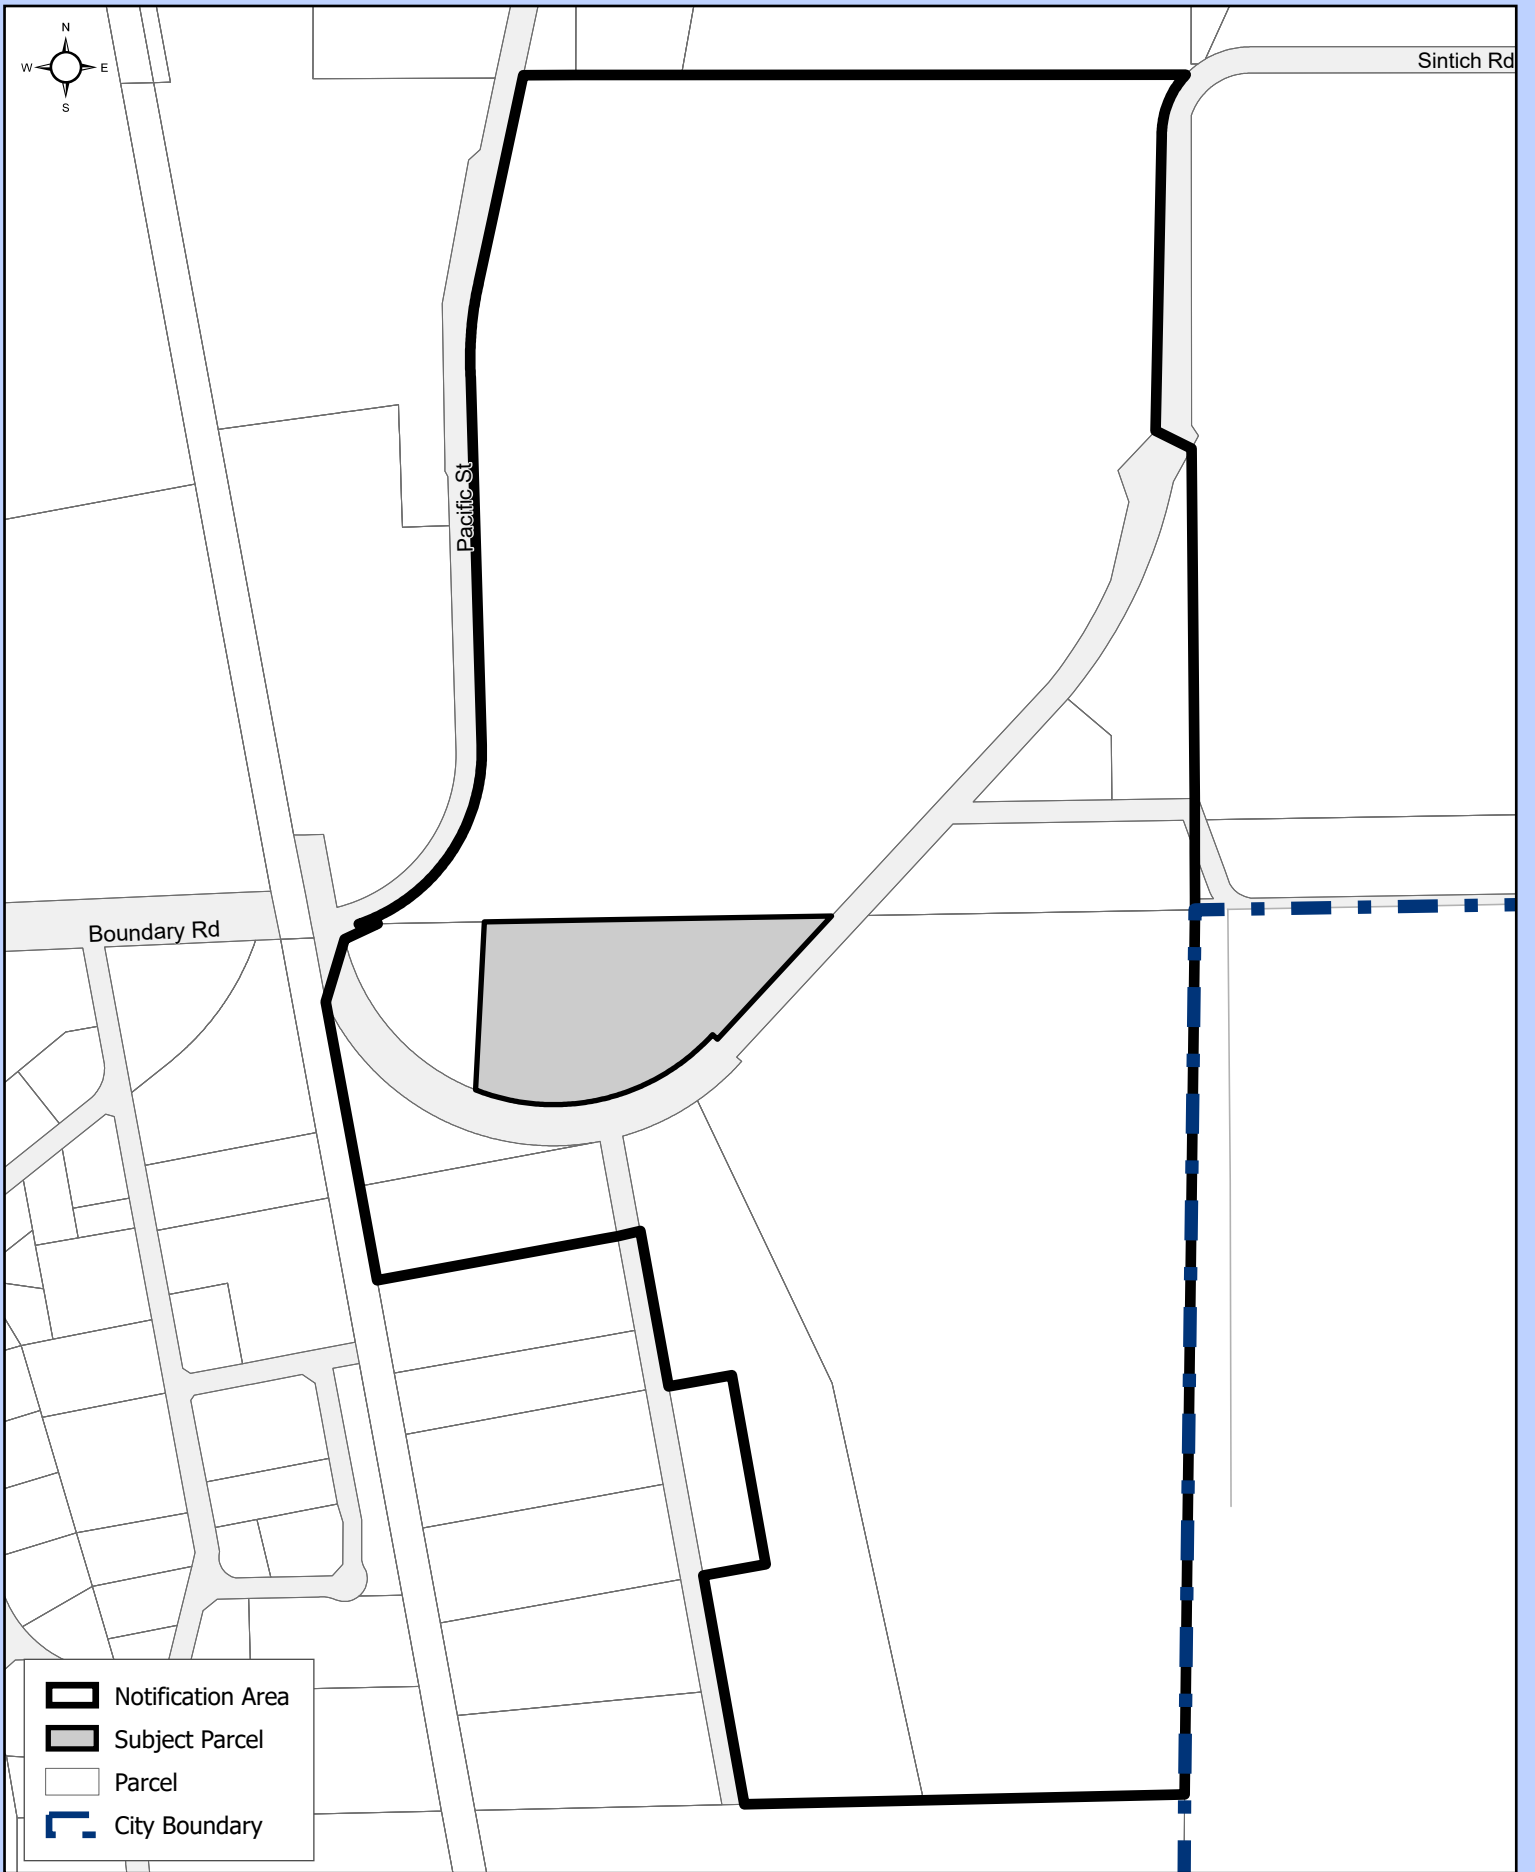 N
W E
S
Sintich Rd
Pacific St
Boundary Rd
Notification Area
Subject Parcel
Parcel
City Boundary